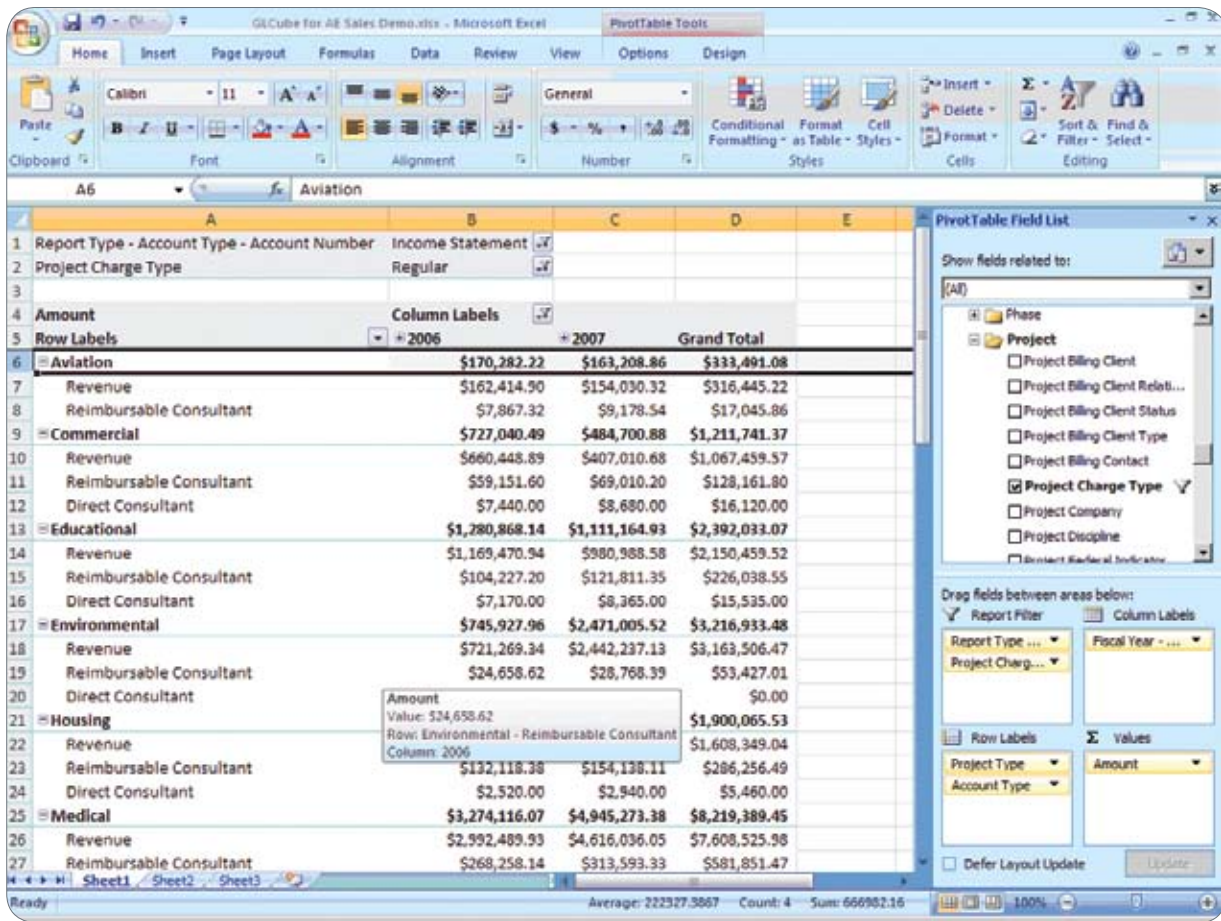 GLCube for AE Sales Demo.xlsx - Microsoft Excel PivotTable Tools
Home Insert Page Layout Formulas Data Review View Options Design
Paste
Clipboard
Calibri 11 A A
B I U A
Font
Alignment
General
$ % , .0 .00 .00 .0
Number
Conditional Formatting Format as Table Cell Styles
Styles
Insert
Delete
Format
Cells
Σ
Sort & Filter Find & Select
Editing
A6 fx Aviation
A B C D E
1 Report Type - Account Type - Account Number Income Statement
2 Project Charge Type Regular
3
4 Amount Column Labels
5 Row Labels + 2006 + 2007 Grand Total
6 Aviation $170,282.22 $163,208.86 $333,491.08
7 Revenue $162,414.90 $154,030.32 $316,445.22
8 Reimbursable Consultant $7,867.32 $9,178.54 $17,045.86
9 Commercial $727,040.49 $484,700.88 $1,211,741.37
10 Revenue $660,448.89 $407,010.68 $1,067,459.57
11 Reimbursable Consultant $59,151.60 $69,010.20 $128,161.80
12 Direct Consultant $7,440.00 $8,680.00 $16,120.00
13 Educational $1,280,868.14 $1,111,164.93 $2,392,033.07
14 Revenue $1,169,470.94 $980,988.58 $2,150,459.52
15 Reimbursable Consultant $104,227.20 $121,811.35 $226,038.55
16 Direct Consultant $7,170.00 $8,365.00 $15,535.00
17 Environmental $745,927.96 $2,471,005.52 $3,216,933.48
18 Revenue $721,269.34 $2,442,237.13 $3,163,506.47
19 Reimbursable Consultant $24,658.62 $28,768.39 $53,427.01
20 Direct Consultant $0.00
21 Housing $1,900,065.53
22 Revenue $1,608,349.04
23 Reimbursable Consultant $132,118.38 $154,138.11 $286,256.49
24 Direct Consultant $2,520.00 $2,940.00 $5,460.00
25 Medical $3,274,116.07 $4,945,273.38 $8,219,389.45
26 Revenue $2,992,489.93 $4,616,036.05 $7,608,525.98
27 Reimbursable Consultant $268,258.14 $313,593.33 $581,851.47
Amount
Value: $24,658.62
Row: Environmental - Reimbursable Consultant
Column: 2006
Sheet1 Sheet2 Sheet3
Ready Average: 222327.3867 Count: 4 Sum: 666982.16 100%
PivotTable Field List
Show fields related to:
(All)
Phase
Project
Project Billing Client
Project Billing Client Relati...
Project Billing Client Status
Project Billing Client Type
Project Billing Contact
Project Charge Type
Project Company
Project Discipline
Project Federal Indicator
Drag fields between areas below:
Report Filter Column Labels
Report Type ... Fiscal Year - ...
Project Charg...
Row Labels Σ Values
Project Type Amount
Account Type
Defer Layout Update Update